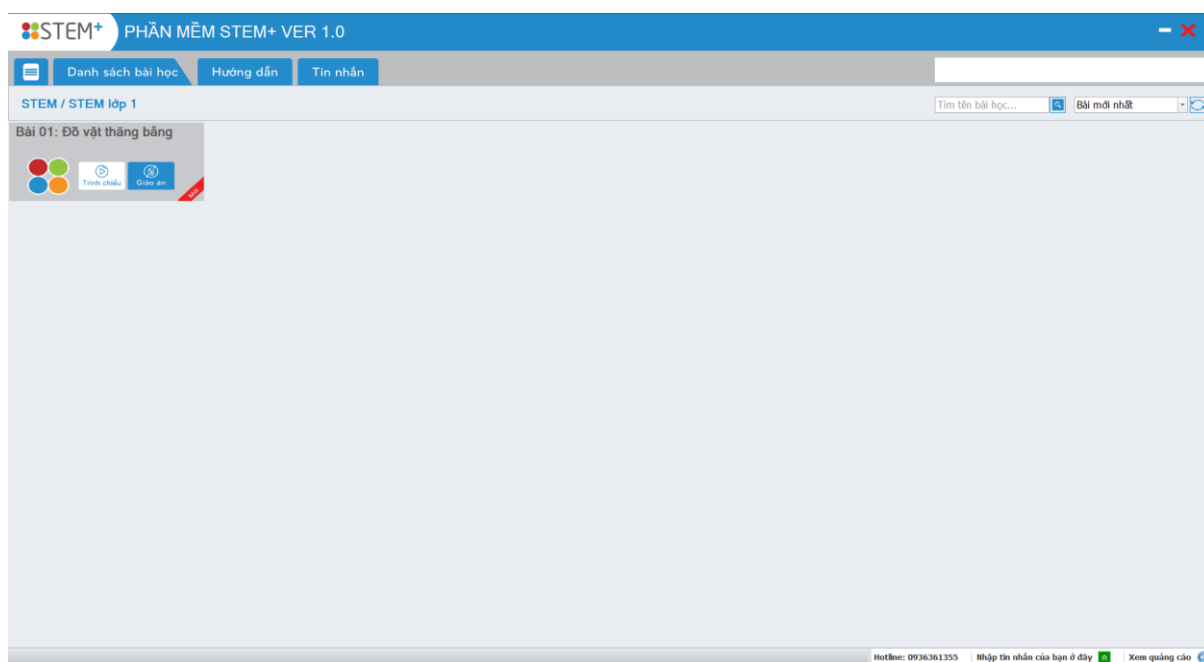 STEM+ PHẦN MỀM STEM+ VER 1.0
Danh sách bài học Hướng dẫn Tin nhắn
STEM / STEM lớp 1 Tìm tên bài học... Bài mới nhất
Bài 01: Đồ vật thăng bằng
Trình chiếu Giáo án
Mới
Hotline: 0936361355 Nhập tin nhắn của bạn ở đây Xem quảng cáo